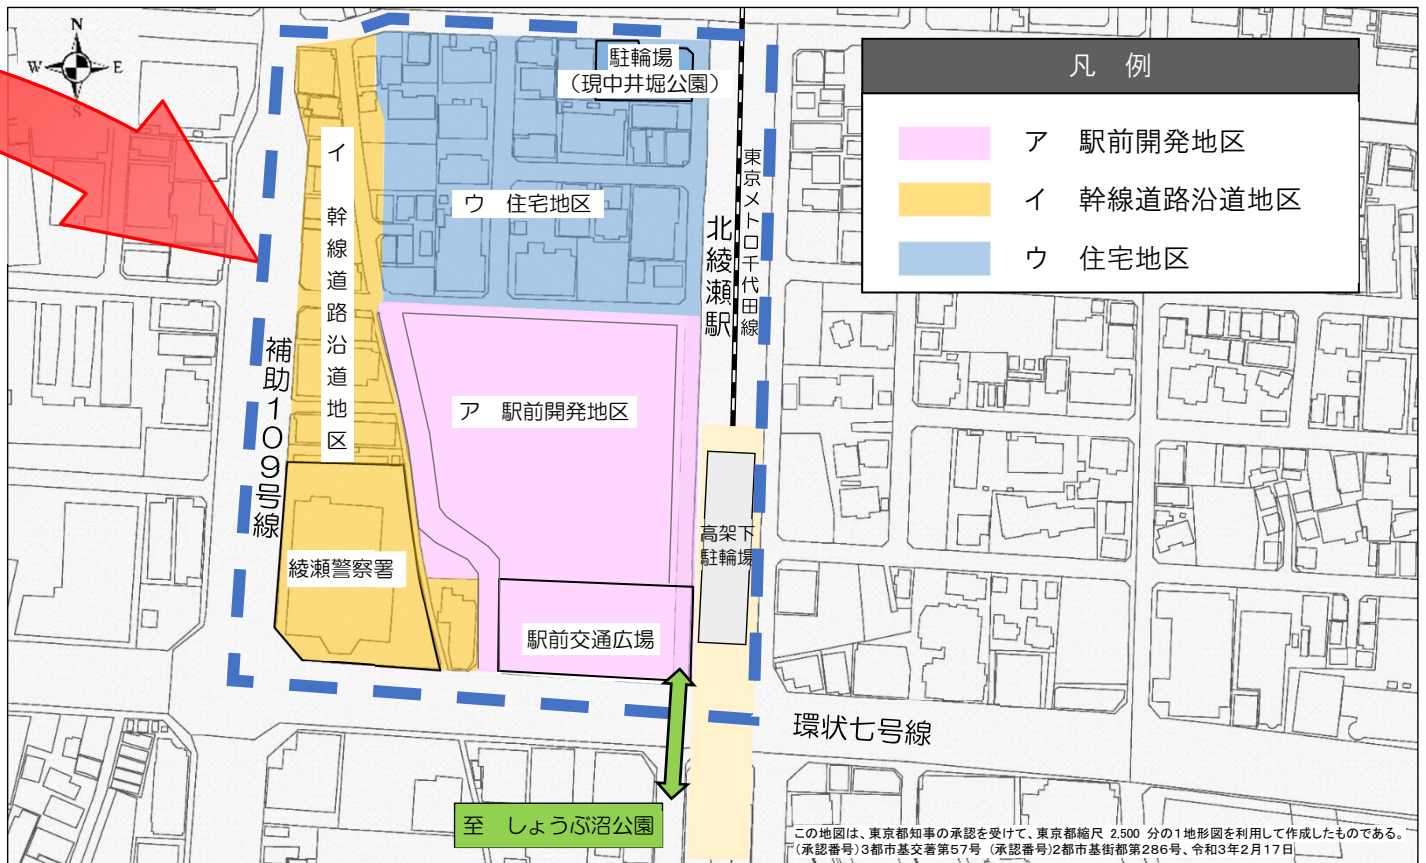 N
W
E
S
駐輪場
（現中井堀公園）
凡　例
ア　駅前開発地区
イ　幹線道路沿道地区
ウ　住宅地区
イ　幹線道路沿道地区
ウ　住宅地区
東京メトロ千代田線
北綾瀬駅
補助１０９号線
ア　駅前開発地区
高架下
駐輪場
綾瀬警察署
駅前交通広場
環状七号線
至　しょうぶ沼公園
この地図は、東京都知事の承認を受けて、東京都縮尺 2,500 分の1地形図を利用して作成したものである。
（承認番号）3都市基交著第57号（承認番号）2都市基街都第286号、令和3年2月17日